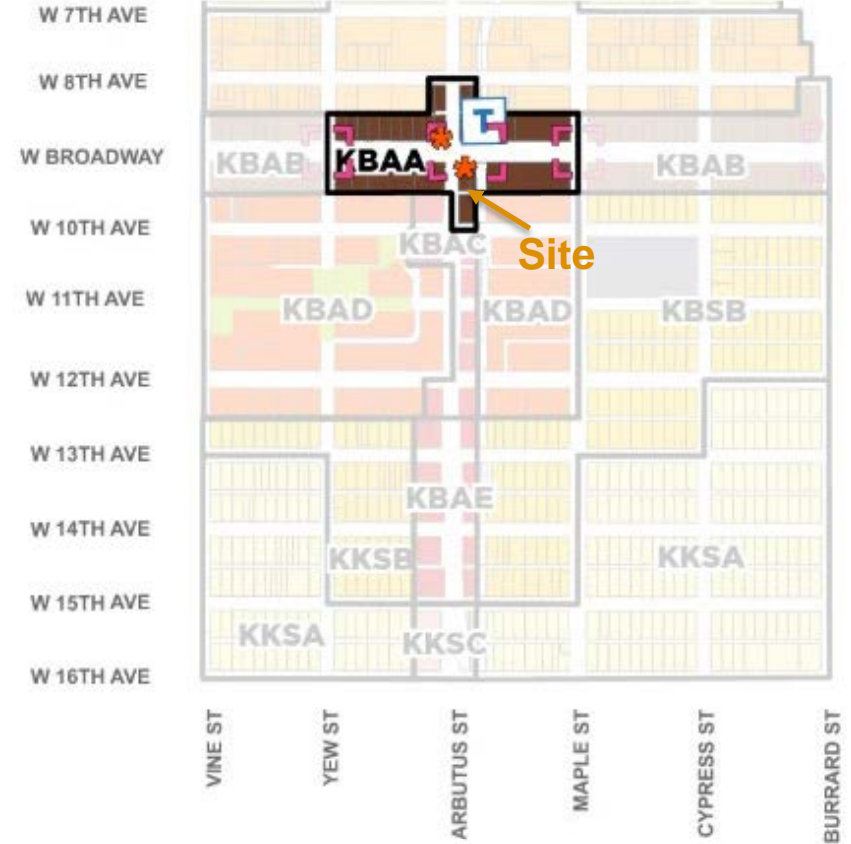 W 7TH AVE
W 8TH AVE
T
W BROADWAY
KBAB
KBAA
KBAB
W 10TH AVE
KBAC
Site
W 11TH AVE
KBAD
KBAD
KBSB
W 12TH AVE
W 13TH AVE
KBAE
W 14TH AVE
KKSB
KKSA
W 15TH AVE
KKSA
KKSC
W 16TH AVE
VINE ST
YEW ST
ARBUTUS ST
MAPLE ST
CYPRESS ST
BURRARD ST